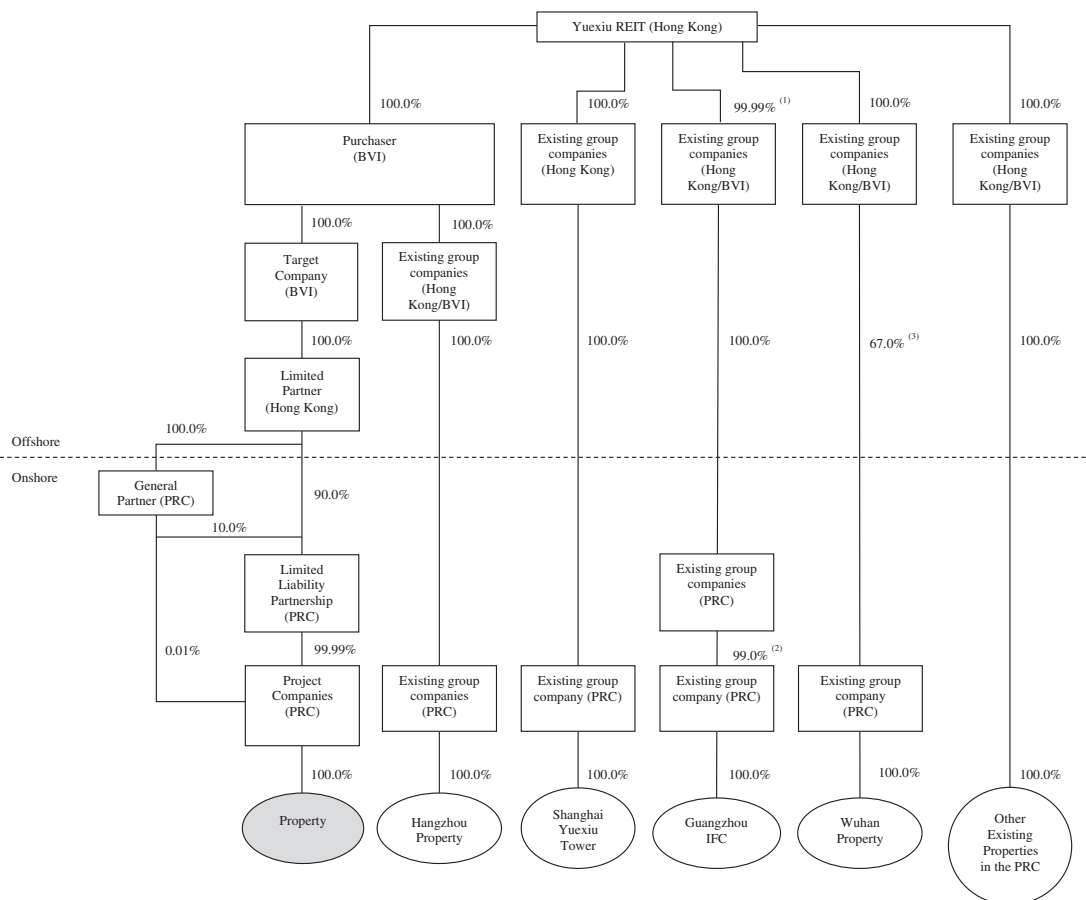 Yuexiu REIT (Hong Kong)
100.0%
100.0%
99.99% (1)
100.0%
100.0%
Purchaser
(BVI)
Existing group
companies
(Hong Kong)
Existing group
companies
(Hong
Kong/BVI)
Existing group
companies
(Hong
Kong/BVI)
Existing group
companies
(Hong
Kong/BVI)
100.0%
100.0%
Target
Company
(BVI)
Existing group
companies
(Hong
Kong/BVI)
100.0%
100.0%
100.0%
100.0%
67.0% (3)
100.0%
Limited
Partner
(Hong Kong)
100.0%
Offshore
Onshore
General
Partner (PRC)
90.0%
10.0%
Limited
Liability
Partnership
(PRC)
Existing group
companies
(PRC)
0.01%
99.99%
99.0% (2)
Project
Companies
(PRC)
Existing group
companies
(PRC)
Existing group
company (PRC)
Existing group
company (PRC)
Existing group
company
(PRC)
100.0%
100.0%
100.0%
100.0%
100.0%
100.0%
Property
Hangzhou
Property
Shanghai
Yuexiu
Tower
Guangzhou
IFC
Wuhan
Property
Other
Existing
Properties
in the PRC